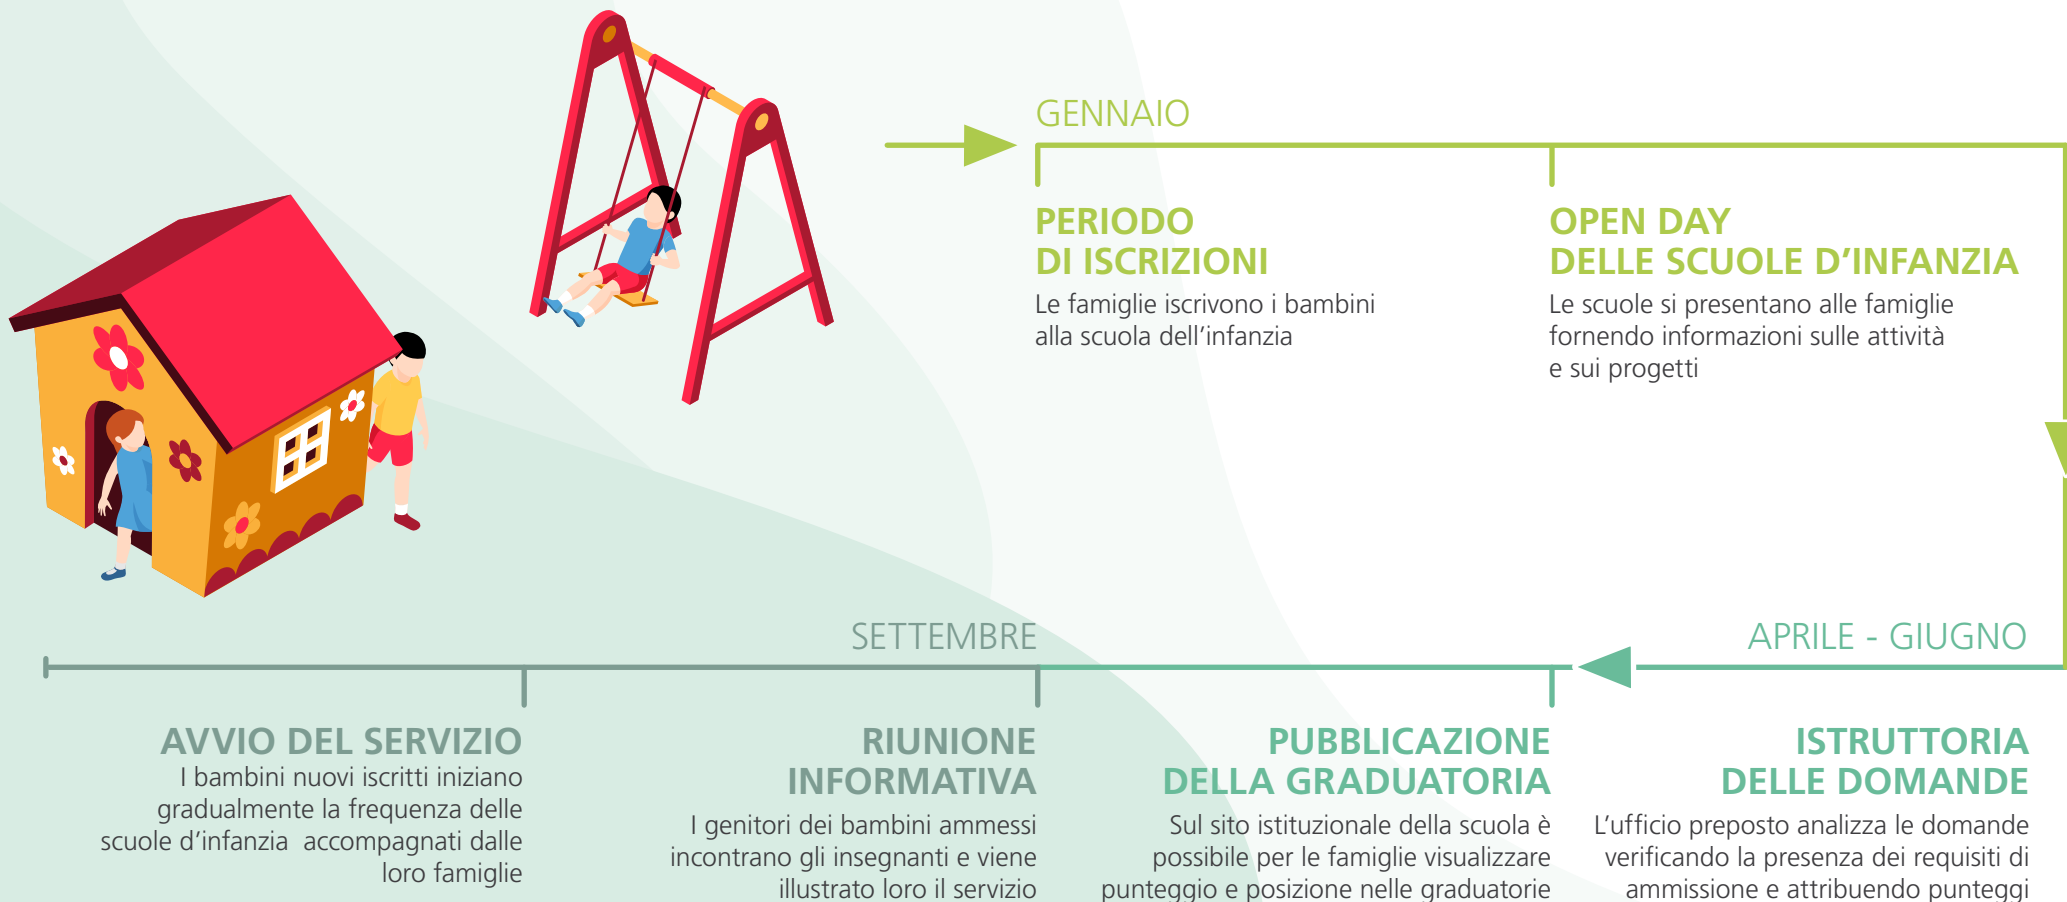 GENNAIO
PERIODO
DI ISCRIZIONI
Le famiglie iscrivono i bambini
alla scuola dell’infanzia
OPEN DAY
DELLE SCUOLE D’INFANZIA
Le scuole si presentano alle famiglie
fornendo informazioni sulle attività
e sui progetti
APRILE - GIUGNO
ISTRUTTORIA
DELLE DOMANDE
L’ufficio preposto analizza le domande
verificando la presenza dei requisiti di
ammissione e attribuendo punteggi
PUBBLICAZIONE
DELLA GRADUATORIA
Sul sito istituzionale della scuola è
possibile per le famiglie visualizzare
punteggio e posizione nelle graduatorie
SETTEMBRE
RIUNIONE
INFORMATIVA
I genitori dei bambini ammessi
incontrano gli insegnanti e viene
illustrato loro il servizio
AVVIO DEL SERVIZIO
I bambini nuovi iscritti iniziano
gradualmente la frequenza delle
scuole d’infanzia accompagnati dalle
loro famiglie